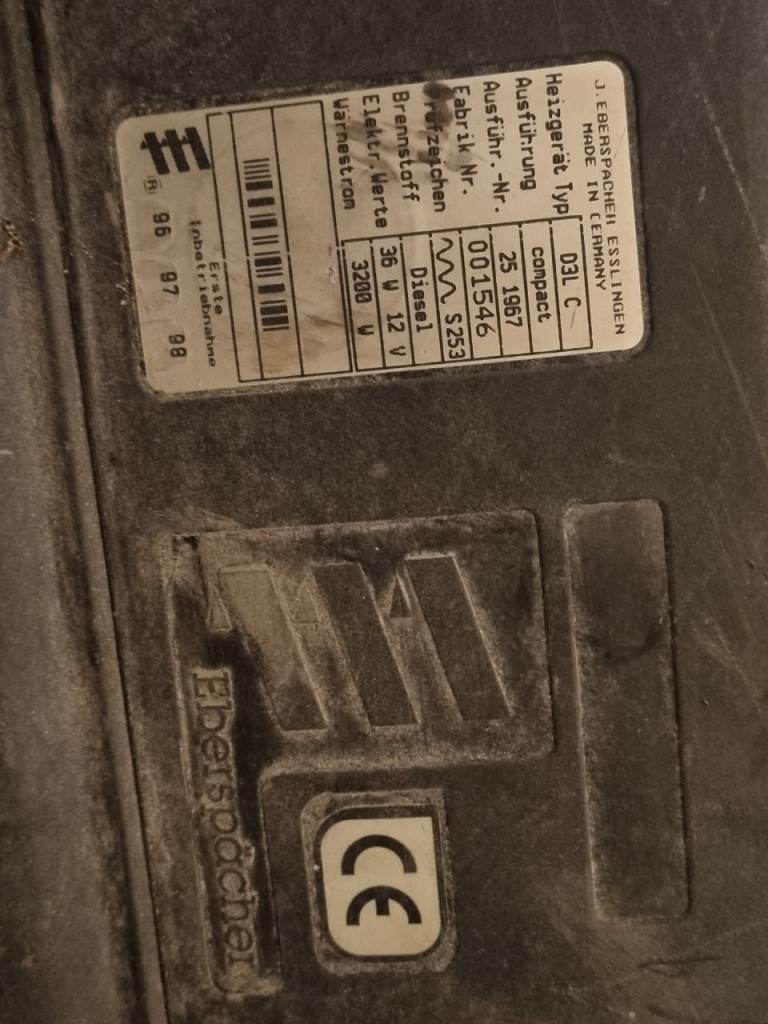 J. EBERSPACHER ESSLINGEN
MADE IN GERMANY
Heizgerät Typ D3L C
Ausführung compact
Ausführ.-Nr. 25 1967
Fabrik Nr. 001546
Prüfzeichen S253
Brennstoff Diesel
Elektr.Werte 36 W 12 V
Wärmestrom 3200 W
Erste
Inbetriebnahme
R 96 97 98
Eberspächer
CE